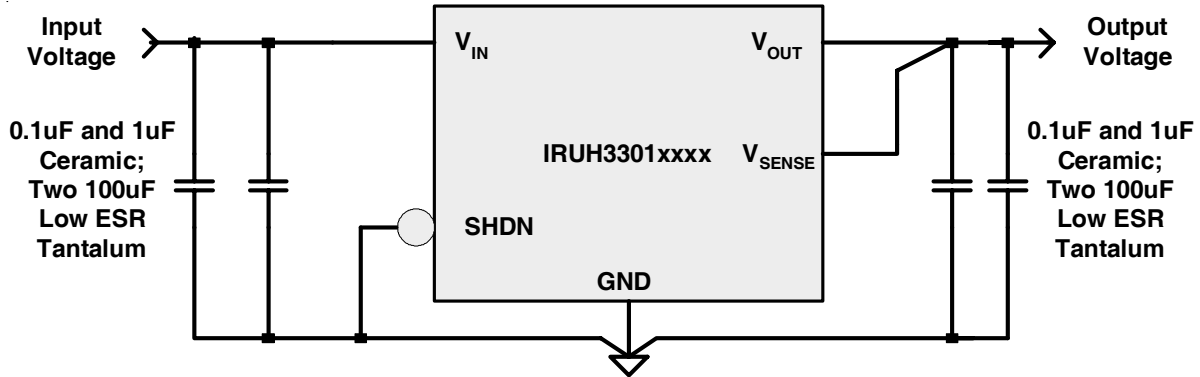 Input
Voltage
V_IN
V_OUT
Output
Voltage
0.1uF and 1uF
Ceramic;
Two 100uF
Low ESR
Tantalum
IRUH3301xxxx
V_SENSE
0.1uF and 1uF
Ceramic;
Two 100uF
Low ESR
Tantalum
SHDN
GND